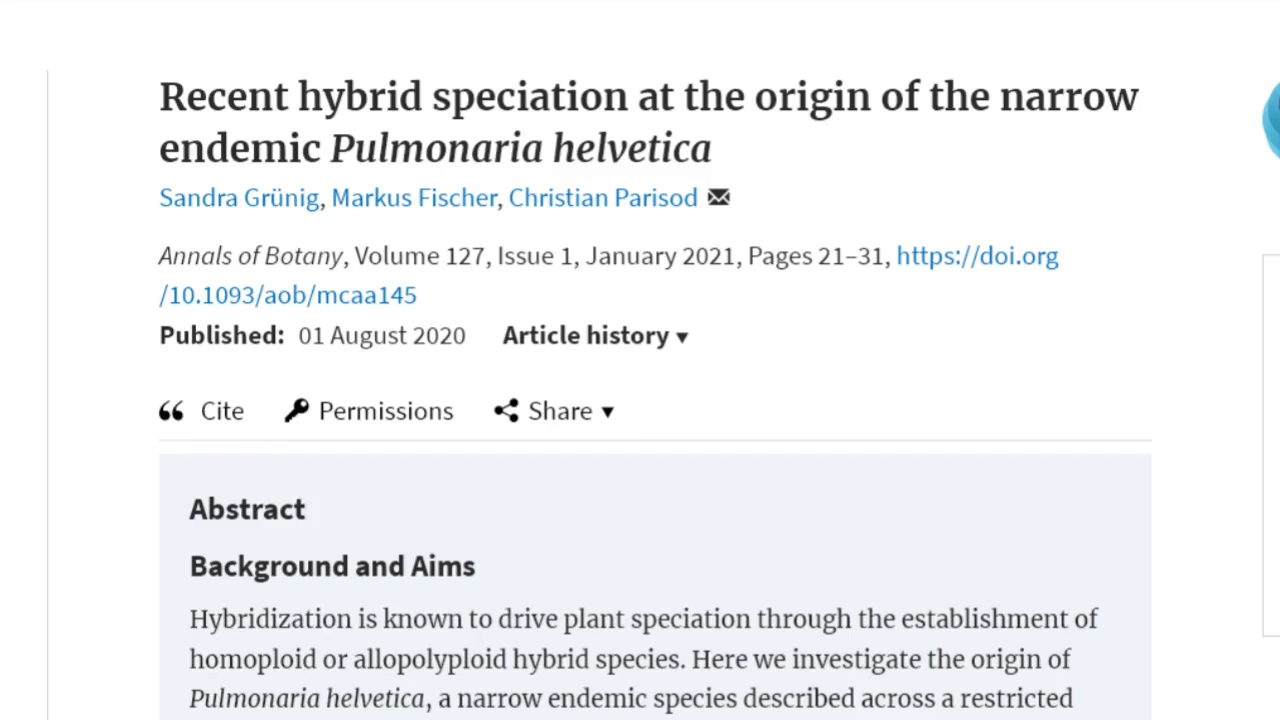 Recent hybrid speciation at the origin of the narrow
endemic Pulmonaria helvetica
Sandra Grünig, Markus Fischer, Christian Parisod
Annals of Botany, Volume 127, Issue 1, January 2021, Pages 21–31, https://doi.org
/10.1093/aob/mcaa145
Published: 01 August 2020 Article history ▼
Cite Permissions Share ▼
Abstract
Background and Aims
Hybridization is known to drive plant speciation through the establishment of
homoploid or allopolyploid hybrid species. Here we investigate the origin of
Pulmonaria helvetica, a narrow endemic species described across a restricted